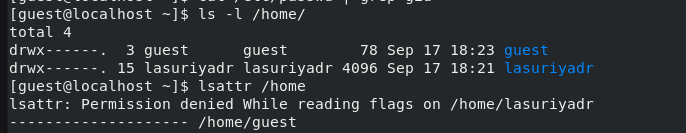 [guest@localhost ~]$ ls -l /home/
total 4
drwx------.  3 guest      guest        78 Sep 17 18:23 guest
drwx------. 15 lasuriyadr lasuriyadr 4096 Sep 17 18:21 lasuriyadr
[guest@localhost ~]$ lsattr /home
lsattr: Permission denied While reading flags on /home/lasuriyadr
-------------------- /home/guest